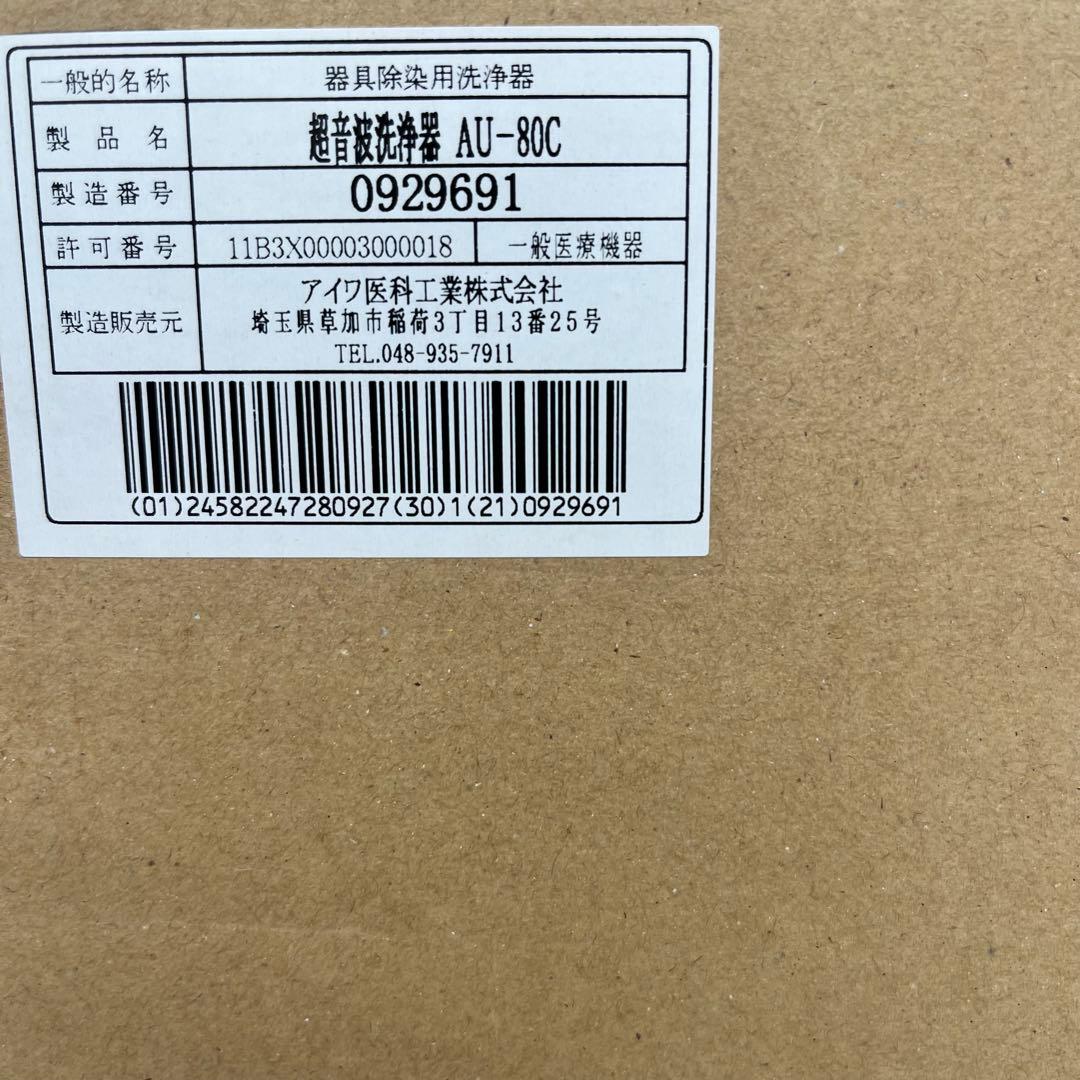 一般的名称 器具除染用洗浄器
製品名 超音波洗浄器 AU-80C
製造番号 0929691
許可番号 11B3X00003000018 一般医療機器
製造販売元 アイワ医科工業株式会社
埼玉県草加市稲荷3丁目13番25号
TEL.048-935-7911
(01)24582247280927(30)1(21)0929691